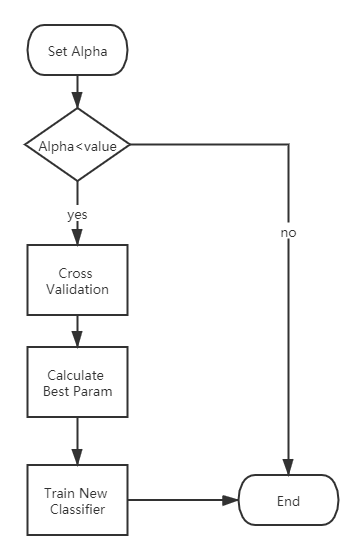 Set Alpha
Alpha<value
yes
no
Cross
Validation
Calculate
Best Param
Train New
Classifier
End